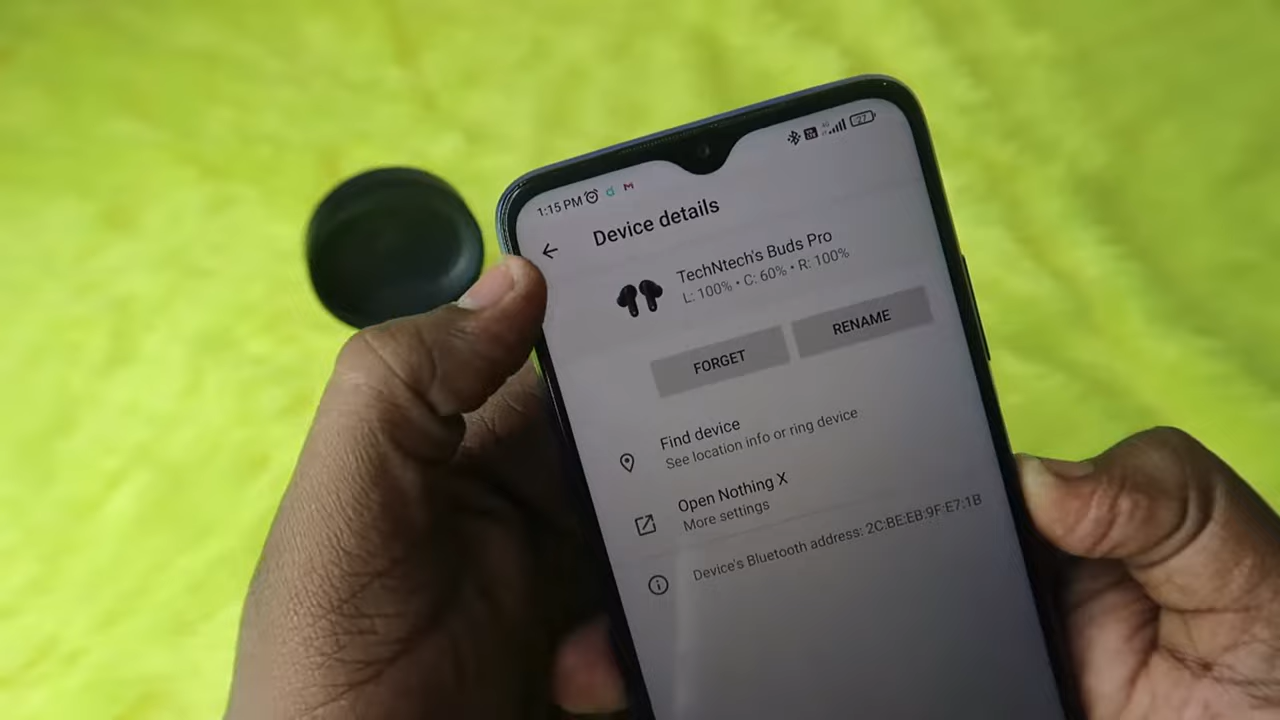 1:15 PM
27
Device details
TechNtech's Buds Pro
L: 100% • C: 60% • R: 100%
FORGET
RENAME
Find device
See location info or ring device
Open Nothing X
More settings
Device's Bluetooth address: 2C:BE:EB:9F:E7:1B